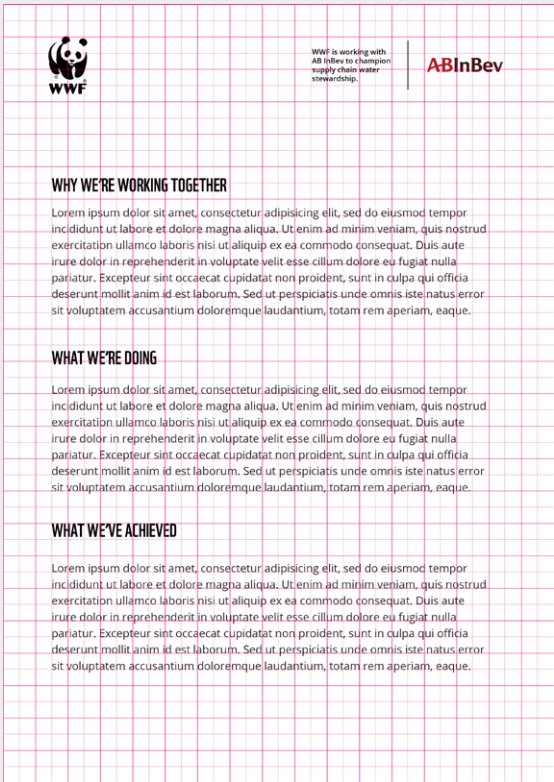 WWF
WWF is working with
AB InBev to champion
supply chain water
stewardship.
ABInBev
WHY WE'RE WORKING TOGETHER
Lorem ipsum dolor sit amet, consectetur adipisicing elit, sed do eiusmod tempor
incididunt ut labore et dolore magna aliqua. Ut enim ad minim veniam, quis nostrud
exercitation ullamco laboris nisi ut aliquip ex ea commodo consequat. Duis aute
irure dolor in reprehenderit in voluptate velit esse cillum dolore eu fugiat nulla
pariatur. Excepteur sint occaecat cupidatat non proident, sunt in culpa qui officia
deserunt mollit anim id est laborum. Sed ut perspiciatis unde omnis iste natus error
sit voluptatem accusantium doloremque laudantium, totam rem aperiam, eaque.
WHAT WE'RE DOING
Lorem ipsum dolor sit amet, consectetur adipisicing elit, sed do eiusmod tempor
incididunt ut labore et dolore magna aliqua. Ut enim ad minim veniam, quis nostrud
exercitation ullamco laboris nisi ut aliquip ex ea commodo consequat. Duis aute
irure dolor in reprehenderit in voluptate velit esse cillum dolore eu fugiat nulla
pariatur. Excepteur sint occaecat cupidatat non proident, sunt in culpa qui officia
deserunt mollit anim id est laborum. Sed ut perspiciatis unde omnis iste natus error
sit voluptatem accusantium doloremque laudantium, totam rem aperiam, eaque.
WHAT WE'VE ACHIEVED
Lorem ipsum dolor sit amet, consectetur adipisicing elit, sed do eiusmod tempor
incididunt ut labore et dolore magna aliqua. Ut enim ad minim veniam, quis nostrud
exercitation ullamco laboris nisi ut aliquip ex ea commodo consequat. Duis aute
irure dolor in reprehenderit in voluptate velit esse cillum dolore eu fugiat nulla
pariatur. Excepteur sint occaecat cupidatat non proident, sunt in culpa qui officia
deserunt mollit anim id est laborum. Sed ut perspiciatis unde omnis iste natus error
sit voluptatem accusantium doloremque laudantium, totam rem aperiam, eaque.